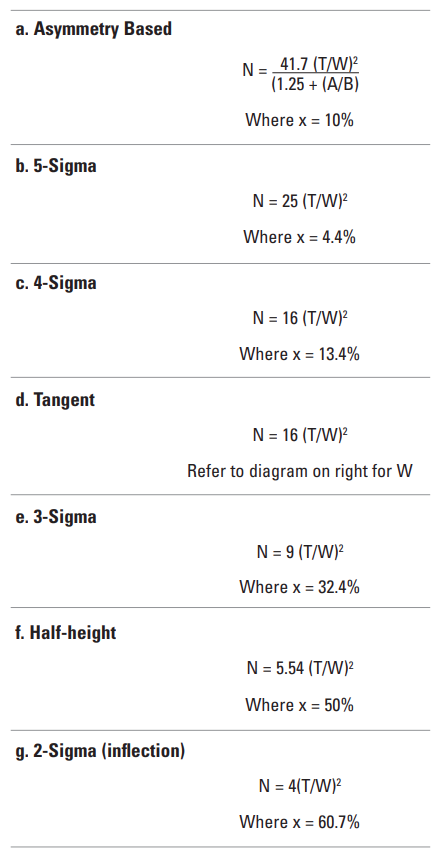 a. Asymmetry Based
N = 41.7 (T/W)²
(1.25 + (A/B)
Where x = 10%
b. 5-Sigma
N = 25 (T/W)²
Where x = 4.4%
c. 4-Sigma
N = 16 (T/W)²
Where x = 13.4%
d. Tangent
N = 16 (T/W)²
Refer to diagram on right for W
e. 3-Sigma
N = 9 (T/W)²
Where x = 32.4%
f. Half-height
N = 5.54 (T/W)²
Where x = 50%
g. 2-Sigma (inflection)
N = 4(T/W)²
Where x = 60.7%